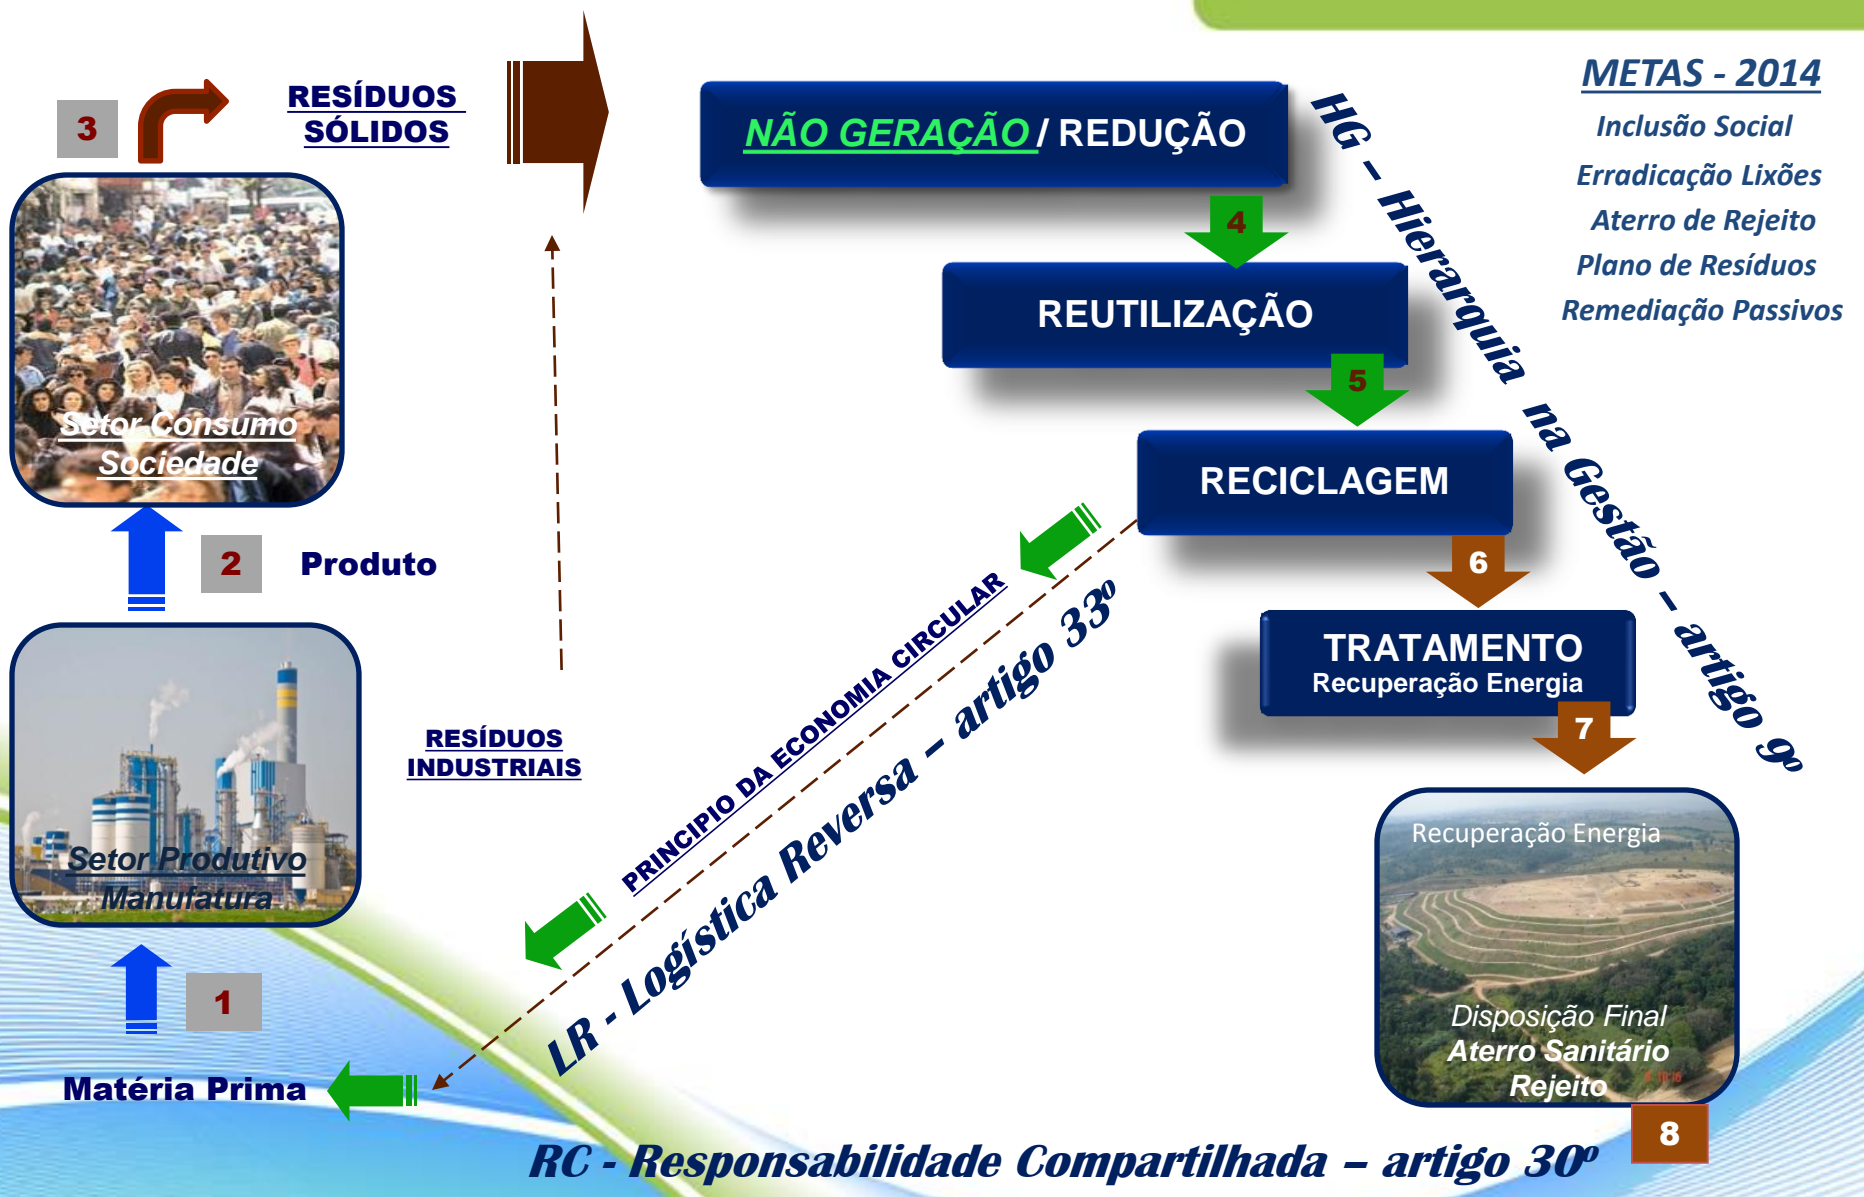 METAS - 2014
Inclusão Social
Erradicação Lixões
Aterro de Rejeito
Plano de Resíduos
Remediação Passivos
3
RESÍDUOS
SÓLIDOS
NÃO GERAÇÃO / REDUÇÃO
4
REUTILIZAÇÃO
5
RECICLAGEM
6
TRATAMENTO
Recuperação Energia
7
HG – Hierarquia na Gestão – artigo 9º
Setor Consumo
Sociedade
2
Produto
RESÍDUOS
INDUSTRIAIS
Setor Produtivo
Manufatura
1
Matéria Prima
PRINCIPIO DA ECONOMIA CIRCULAR
LR - Logística Reversa – artigo 33º
Recuperação Energia
Disposição Final
Aterro Sanitário
Rejeito
8
RC - Responsabilidade Compartilhada – artigo 30º